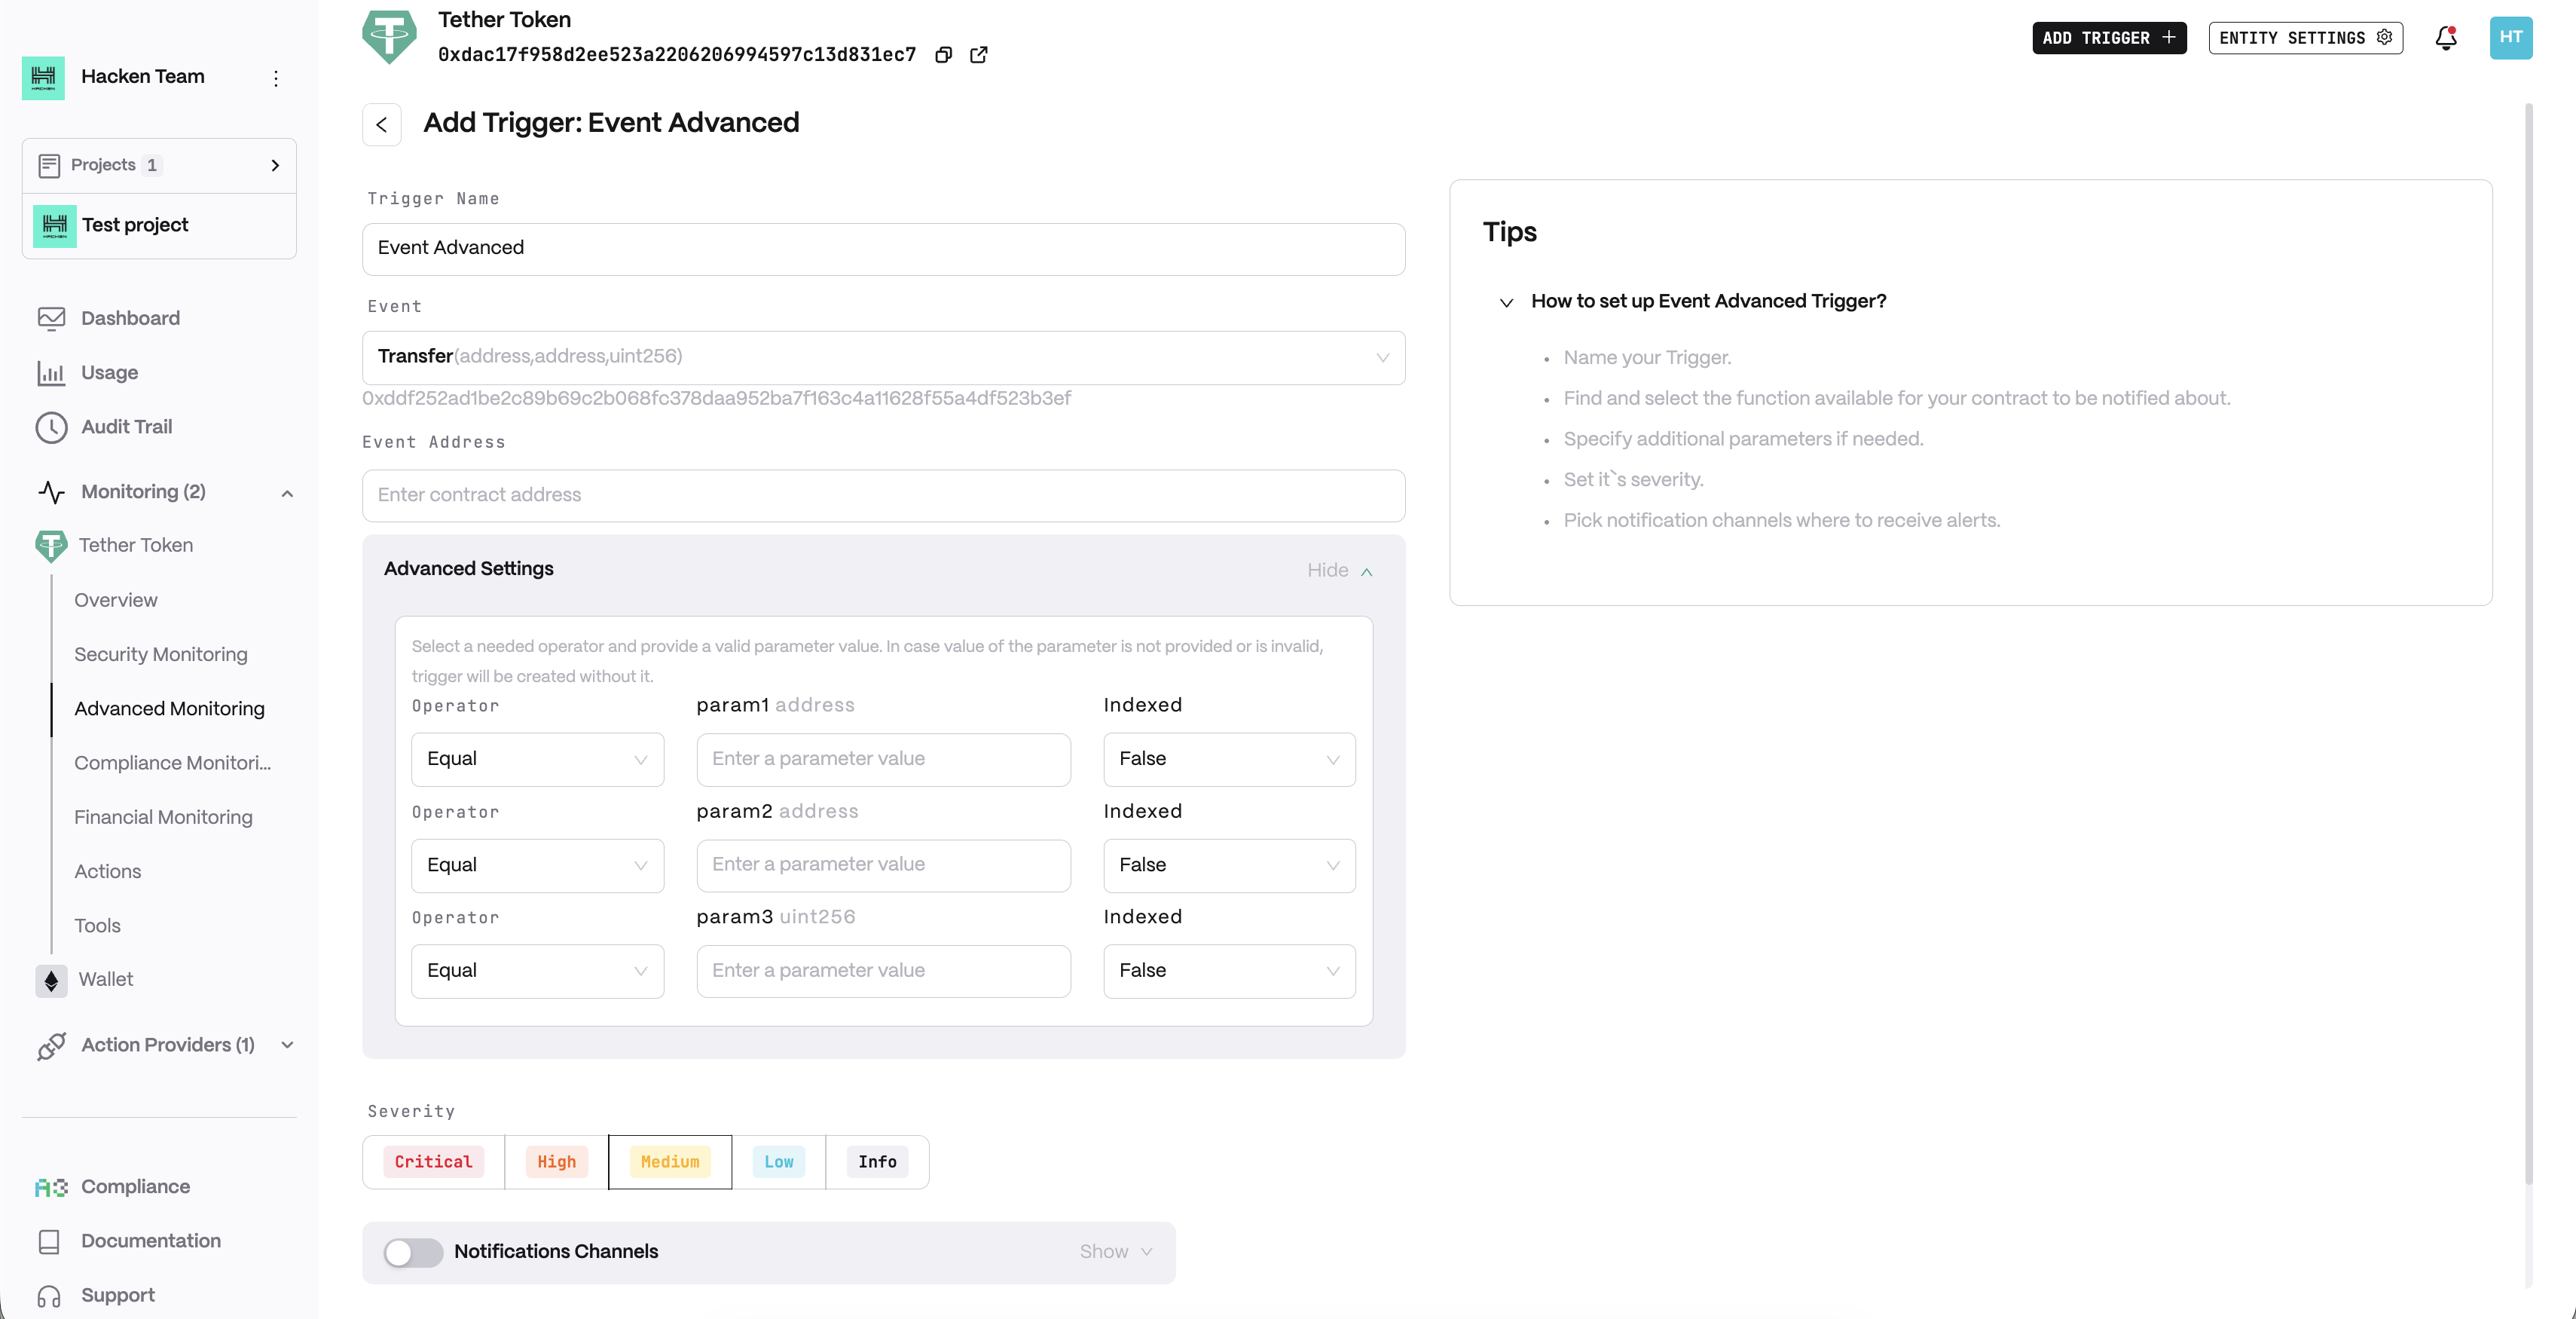 Hacken Team
Projects 1
Test project
Dashboard
Usage
Audit Trail
Monitoring (2)
Tether Token
Overview
Security Monitoring
Advanced Monitoring
Compliance Monitori...
Financial Monitoring
Actions
Tools
Wallet
Action Providers (1)
Compliance
Documentation
Support
Tether Token
0xdac17f958d2ee523a2206206994597c13d831ec7
ADD TRIGGER
ENTITY SETTINGS
HT
Add Trigger: Event Advanced
Trigger Name
Event Advanced
Event
Transfer(address,address,uint256)
0xddf252ad1be2c89b69c2b068fc378daa952ba7f163c4a11628f55a4df523b3ef
Event Address
Enter contract address
Advanced Settings
Hide
Select a needed operator and provide a valid parameter value. In case value of the parameter is not provided or is invalid,
trigger will be created without it.
Operator param1 address Indexed
Equal Enter a parameter value False
Operator param2 address Indexed
Equal Enter a parameter value False
Operator param3 uint256 Indexed
Equal Enter a parameter value False
Severity
Critical High Medium Low Info
Notifications Channels
Show
Tips
How to set up Event Advanced Trigger?
• Name your Trigger.
• Find and select the function available for your contract to be notified about.
• Specify additional parameters if needed.
• Set it`s severity.
• Pick notification channels where to receive alerts.